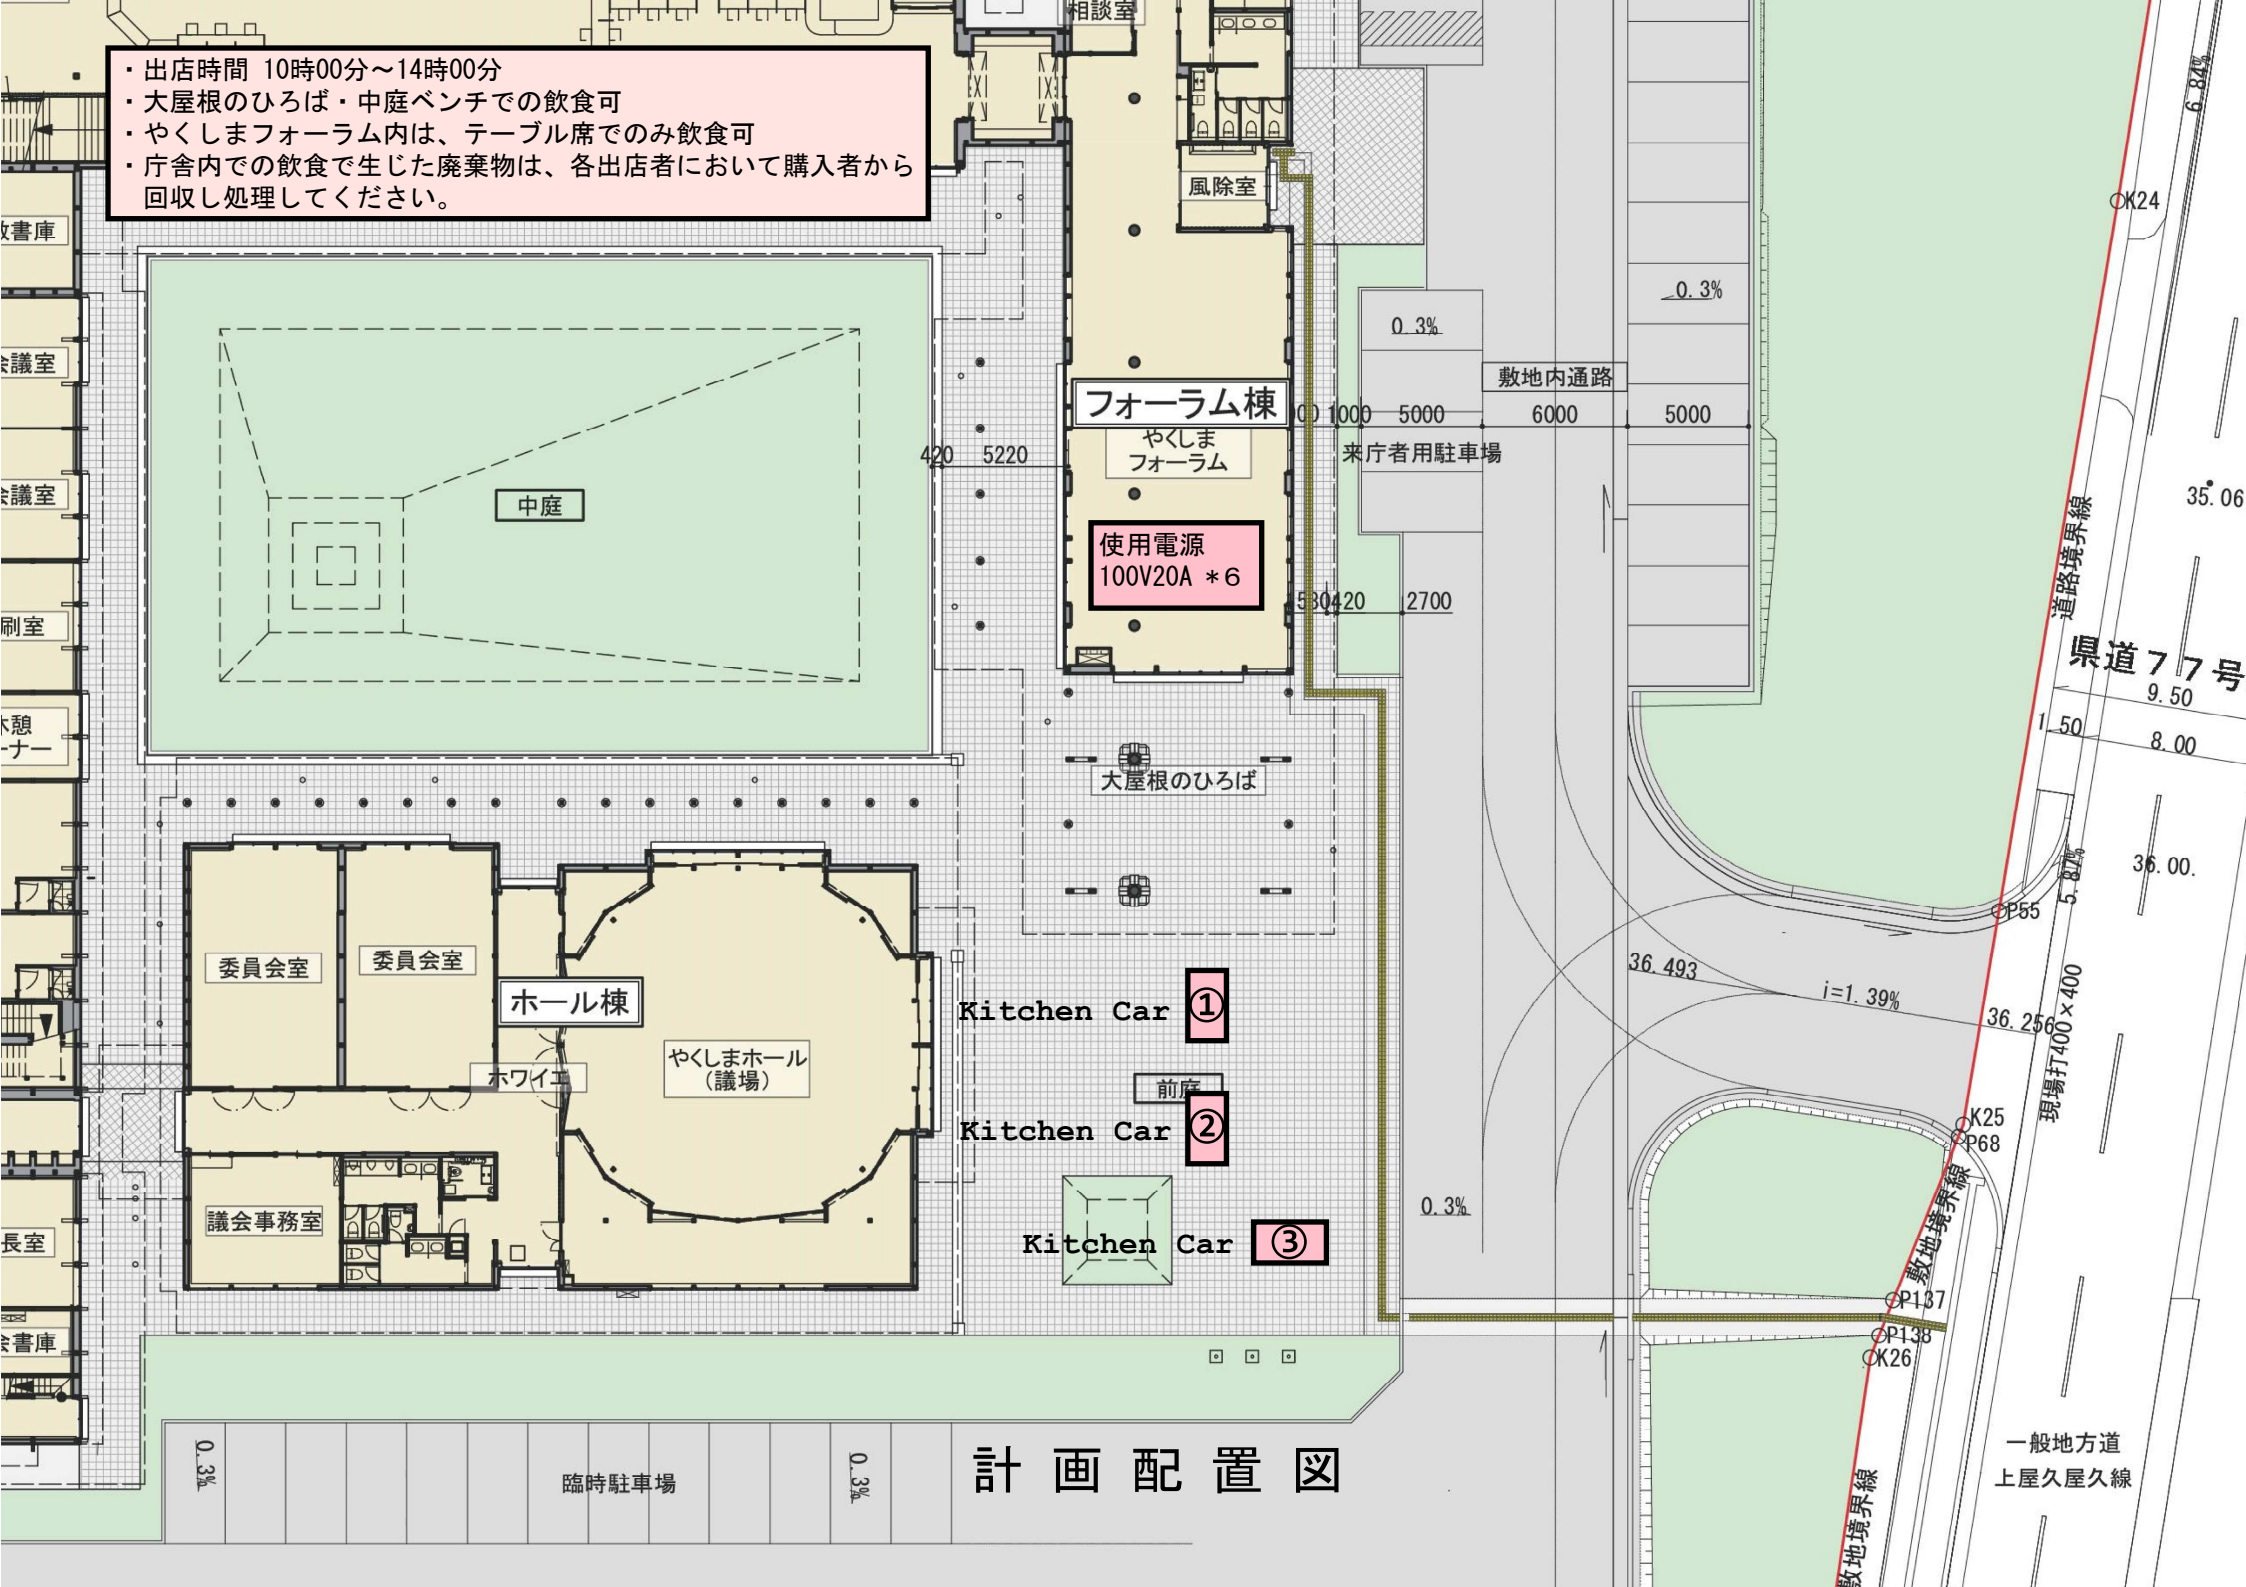 相談室
・出店時間 10時00分～14時00分
・大屋根のひろば・中庭ベンチでの飲食可
・やくしまフォーラム内は、テーブル席でのみ飲食可
・庁舎内での飲食で生じた廃棄物は、各出店者において購入者から
回収し処理してください。
6.84%
風除室
K24
書庫
0.3%
0.3%
議室
敷地内通路
フォーラム棟
1000 5000 6000 5000
やくしま
フォーラム
来庁者用駐車場
420 5220
中庭
議室
35.06
道路境界線
使用電源
100V20A *6
420 2700
刷室
県道77号
9.50
憩
ーナー
1.50
8.00
大屋根のひろば
5.87%
36.00.
P55
委員会室
委員会室
36.493
i=1.39%
36.256
現場打400×400
ホール棟
Kitchen Car ①
やくしまホール
(議場)
ホワイエ
前庭
Kitchen Car ②
K25
P68
敷地境界線
議会事務室
0.3%
長室
Kitchen Car ③
P137
P138
K26
書庫
0.3%
臨時駐車場
0.3%
計画配置図
一般地方道
上屋久屋久線
敷地境界線